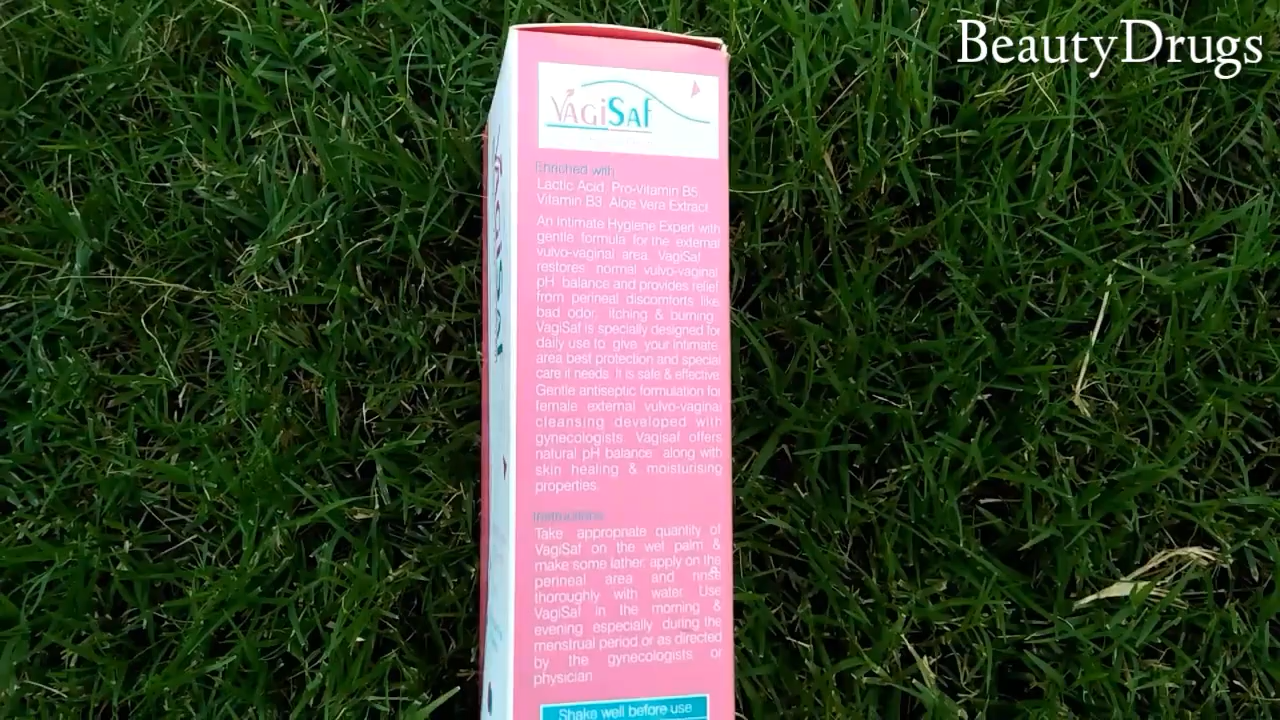 BeautyDrugs
VAGiSaf
Enriched with
Lactic Acid Pro-Vitamin B5
Vitamin B3 Aloe Vera Extract
An Intimate Hygiene Expert with
gentle formula for the external
vulvo-vaginal area. VagiSaf
restores normal vulvo-vaginal
pH balance and provides relief
from perineal discomforts like
bad odor, itching & burning
VagiSaf is specially designed for
daily use to give your intimate
area best protection and special
care it needs. It is safe & effective
Gentle antiseptic formulation for
female external vulvo-vaginal
cleansing developed with
gynecologists. Vagisaf offers
natural pH balance along with
skin healing & moisturising
properties
Instructions
Take appropriate quantity of
VagiSaf on the wet palm &
make some lather, apply on the
perineal area and rinse
thoroughly with water. Use
VagiSaf in the morning &
evening especially during the
menstrual period or as directed
by the gynecologists or
physician
Shake well before use